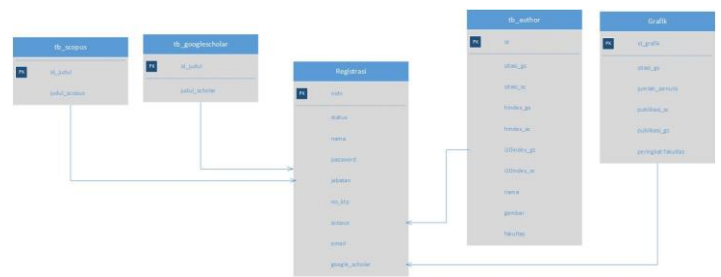 tb_scopus
PK id_judul
judul_scopus
tb_googlescholar
PK id_judul
judul_scholar
Registrasi
PK nidn
status
nama
password
jabatan
no_ktp
scopus
email
google_scholar
tb_author
PK id
sitasi_gs
sitasi_sc
hindex_gs
hindex_sc
i10index_gs
i10index_sc
nama
gambar
fakultas
Grafik
PK id_grafik
sitasi_gs
jumlah_penulis
publikasi_sc
publikasi_gs
peringkat fakultas